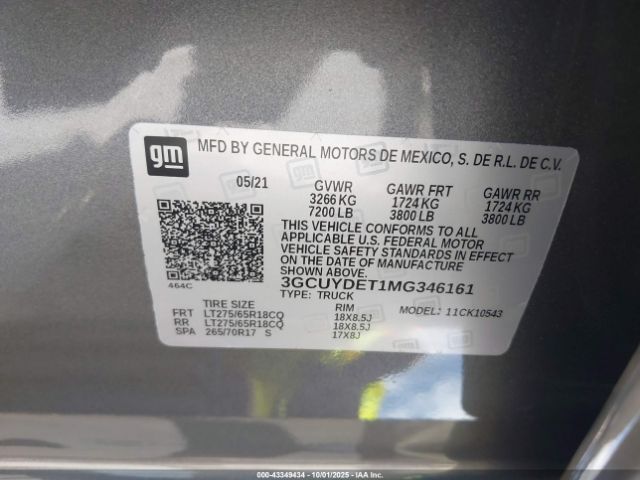 gm
MFD BY GENERAL MOTORS DE MEXICO, S. DE R.L. DE C.V.
05/21 GVWR GAWR FRT GAWR RR
3266 KG 1724 KG 1724 KG
7200 LB 3800 LB 3800 LB
THIS VEHICLE CONFORMS TO ALL
APPLICABLE U.S. FEDERAL MOTOR
VEHICLE SAFETY STANDARDS IN EFFECT
ON THE DATE OF MANUFACTURE
SHOWN ABOVE.
464C
3GCUYDET1MG346161
TYPE: TRUCK MODEL: 11CK10543
TIRE SIZE RIM
FRT LT275/65R18CQ 18X8.5J
RR LT275/65R18CQ 18X8.5J
SPA 265/70R17 S 17X8J
000-43349434 - 10/01/2025 - IAAI.COM